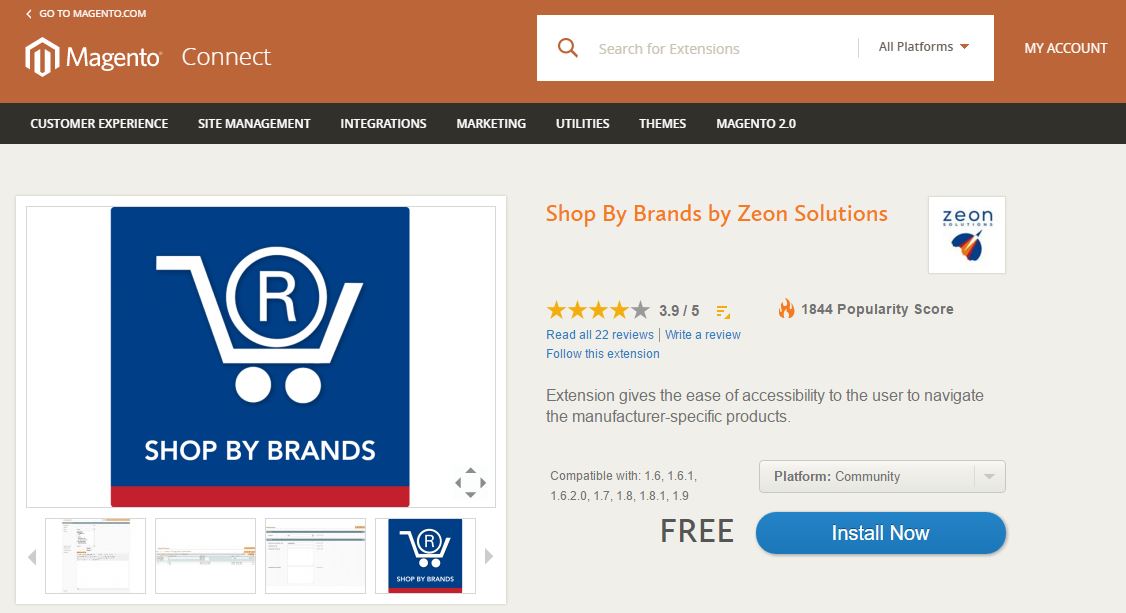 GO TO MAGENTO.COM
Magento Connect
Search for Extensions
All Platforms
MY ACCOUNT
CUSTOMER EXPERIENCE SITE MANAGEMENT INTEGRATIONS MARKETING UTILITIES THEMES MAGENTO 2.0
R
SHOP BY BRANDS
R
SHOP BY BRANDS
Shop By Brands by Zeon Solutions
zeon
SOLUTIONS
3.9 / 5
1844 Popularity Score
Read all 22 reviews | Write a review
Follow this extension
Extension gives the ease of accessibility to the user to navigate
the manufacturer-specific products.
Compatible with: 1.6, 1.6.1,
1.6.2.0, 1.7, 1.8, 1.8.1, 1.9
Platform: Community
FREE
Install Now